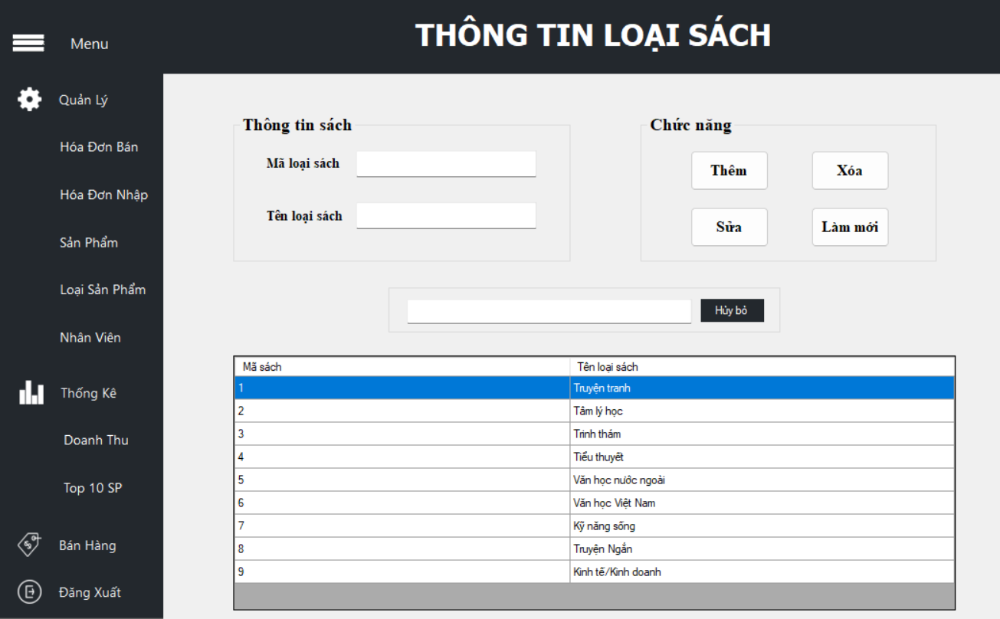 THÔNG TIN LOẠI SÁCH
Menu
Quản Lý
Hóa Đơn Bán
Hóa Đơn Nhập
Sản Phẩm
Loại Sản Phẩm
Nhân Viên
Thống Kê
Doanh Thu
Top 10 SP
Bán Hàng
Đăng Xuất
Thông tin sách
Mã loại sách
Tên loại sách
Chức năng
Thêm Xóa
Sửa Làm mới
Hủy bỏ
Mã sách Tên loại sách
1 Truyện tranh
2 Tâm lý học
3 Trinh thám
4 Tiểu thuyết
5 Văn học nước ngoài
6 Văn học Việt Nam
7 Kỹ năng sống
8 Truyện Ngắn
9 Kinh tế/Kinh doanh